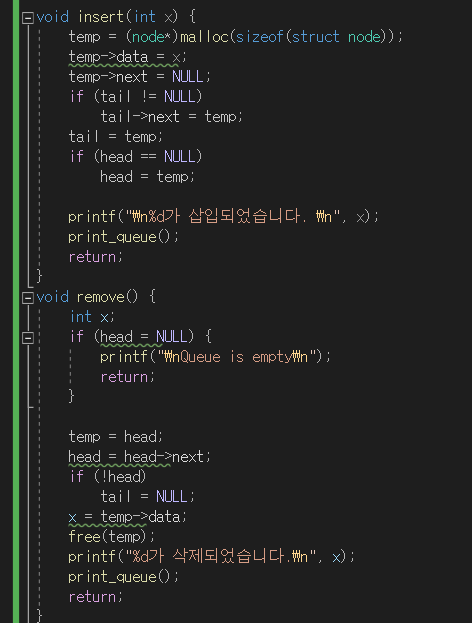 void insert(int x) {
temp = (node*)malloc(sizeof(struct node));
temp->data = x;
temp->next = NULL;
if (tail != NULL)
tail->next = temp;
tail = temp;
if (head == NULL)
head = temp;
printf("₩n%d가 삽입되었습니다. ₩n", x);
print_queue();
return;
}
void remove() {
int x;
if (head = NULL) {
printf("₩nQueue is empty₩n");
return;
}
temp = head;
head = head->next;
if (!head)
tail = NULL;
x = temp->data;
free(temp);
printf("%d가 삭제되었습니다.₩n", x);
print_queue();
return;
}